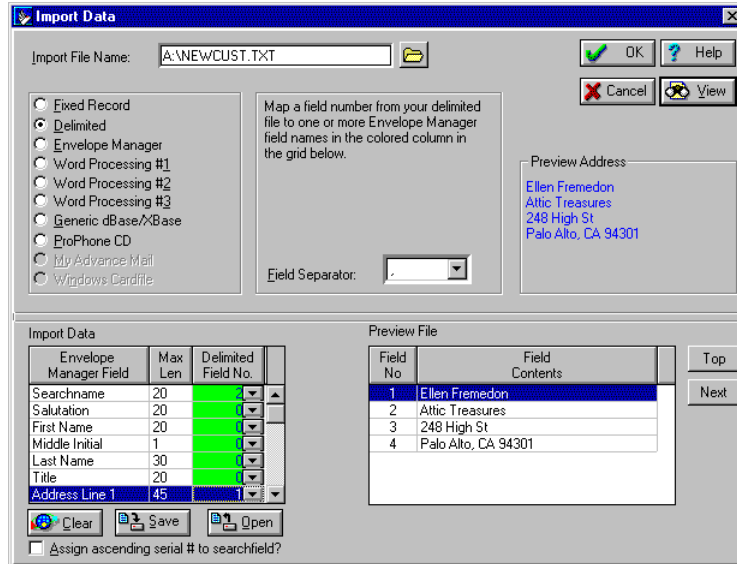 Import Data
Import File Name: A:\NEWCUST.TXT
OK
Help
Cancel
View
Fixed Record
Delimited
Envelope Manager
Word Processing #1
Word Processing #2
Word Processing #3
Generic dBase/XBase
ProPhone CD
My Advance Mail
Windows Cardfile
Map a field number from your delimited
file to one or more Envelope Manager
field names in the colored column in
the grid below.
Field Separator: ,
Preview Address
Ellen Fremedon
Attic Treasures
248 High St
Palo Alto, CA 94301
Import Data
Envelope Manager Field Max Len Delimited Field No.
Searchname 20 2
Salutation 20 0
First Name 20 0
Middle Initial 1 0
Last Name 30 0
Title 20 0
Address Line 1 45 1
Clear
Save
Open
Assign ascending serial # to searchfield?
Preview File
Field No Field Contents
1 Ellen Fremedon
2 Attic Treasures
3 248 High St
4 Palo Alto, CA 94301
Top
Next